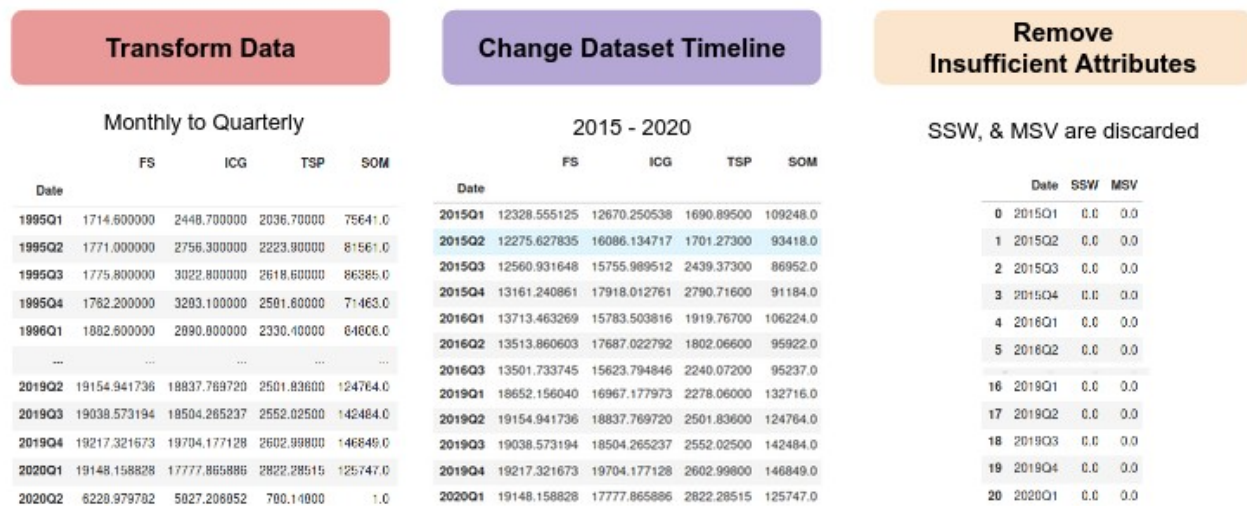 Transform Data
Monthly to Quarterly
FS ICG TSP SOM
Date
1995Q1 1714.600000 2448.700000 2036.70000 75641.0
1995Q2 1771.000000 2756.300000 2223.90000 81561.0
1995Q3 1775.800000 3022.800000 2618.60000 86385.0
1995Q4 1762.200000 3283.100000 2581.60000 71463.0
1996Q1 1882.600000 2890.800000 2330.40000 84808.0
... ... ... ... ...
2019Q2 19154.941736 18837.769720 2501.83600 124764.0
2019Q3 19038.573194 18504.265237 2552.02500 142484.0
2019Q4 19217.321673 19704.177128 2602.99800 146849.0
2020Q1 19148.158828 17777.865886 2822.28515 125747.0
2020Q2 6228.979782 5827.206852 780.14800 1.0
Change Dataset Timeline
2015 - 2020
FS ICG TSP SOM
Date
2015Q1 12328.555125 12670.250538 1690.89500 109248.0
2015Q2 12275.627835 16086.134717 1701.27300 93418.0
2015Q3 12560.931648 15755.989512 2439.37300 86952.0
2015Q4 13161.240861 17918.012761 2790.71600 91184.0
2016Q1 13713.463269 15783.503816 1919.76700 106224.0
2016Q2 13513.860603 17687.022792 1802.06600 95922.0
2016Q3 13501.733745 15623.794846 2240.07200 95237.0
2019Q1 18652.156040 16967.177973 2278.06000 132716.0
2019Q2 19154.941736 18837.769720 2501.83600 124764.0
2019Q3 19038.573194 18504.265237 2552.02500 142484.0
2019Q4 19217.321673 19704.177128 2602.99800 146849.0
2020Q1 19148.158828 17777.865886 2822.28515 125747.0
Remove
Insufficient Attributes
SSW, & MSV are discarded
Date SSW MSV
0 2015Q1 0.0 0.0
1 2015Q2 0.0 0.0
2 2015Q3 0.0 0.0
3 2015Q4 0.0 0.0
4 2016Q1 0.0 0.0
5 2016Q2 0.0 0.0
16 2019Q1 0.0 0.0
17 2019Q2 0.0 0.0
18 2019Q3 0.0 0.0
19 2019Q4 0.0 0.0
20 2020Q1 0.0 0.0